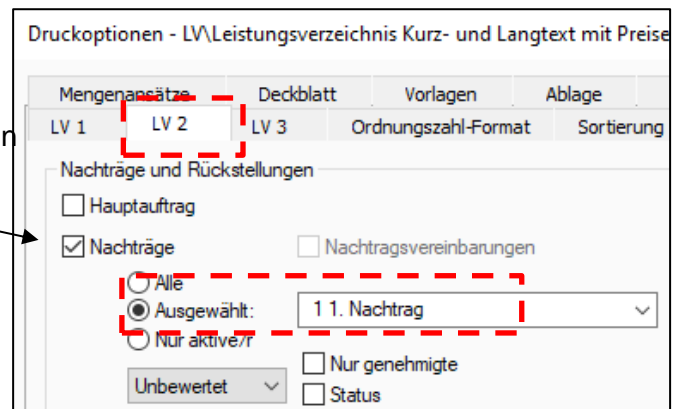 Druckoptionen - LV\Leistungsverzeichnis Kurz- und Langtext mit Preise
Mengenansätze Deckblatt Vorlagen Ablage
n LV 1 LV 2 LV 3 Ordnungszahl-Format Sortierung
Nachträge und Rückstellungen
Hauptauftrag
Nachträge Nachtragsvereinbarungen
Alle
Ausgewählt: 1 1. Nachtrag
Nur aktive/r
Nur genehmigte
Unbewertet Status